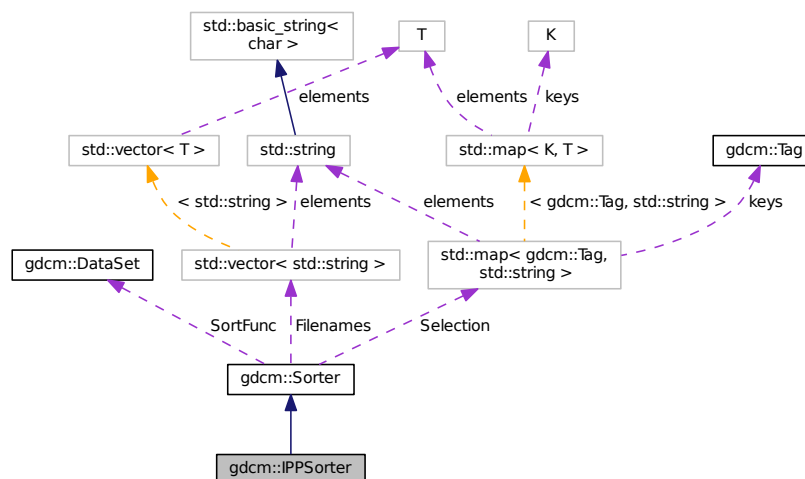 std::basic_string<
char >
T
K
elements
elements
keys
std::vector< T >
std::string
std::map< K, T >
gdcm::Tag
< std::string >
elements
elements
< gdcm::Tag, std::string >
keys
gdcm::DataSet
std::vector< std::string >
std::map< gdcm::Tag,
std::string >
SortFunc
Filenames
Selection
gdcm::Sorter
gdcm::IPPSorter